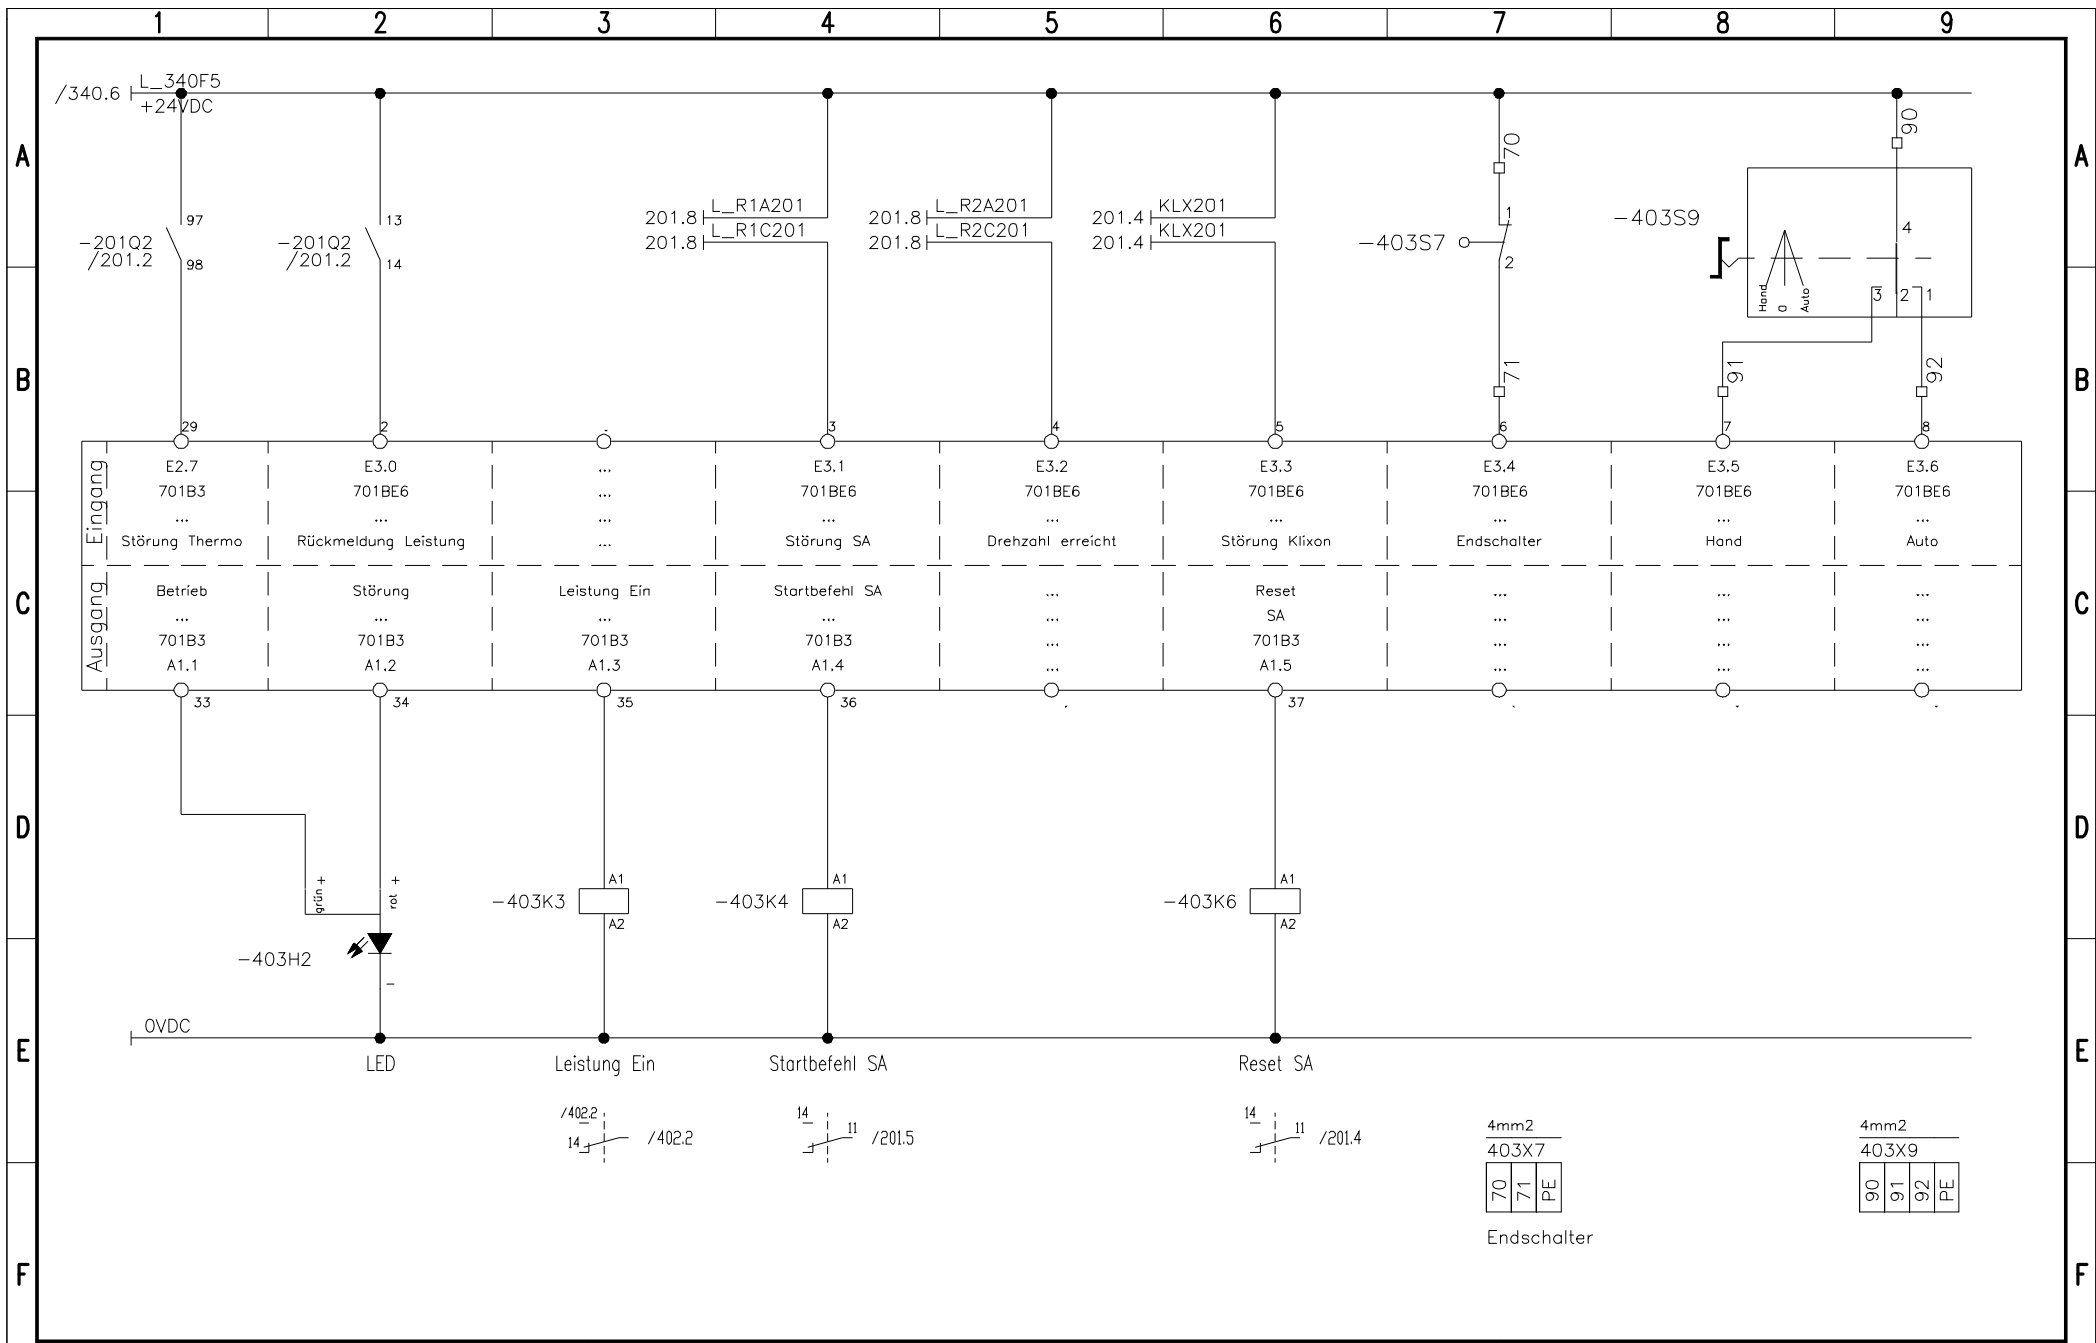 1 2 3 4 5 6 7 8 9
/340.6 L_340F5
+24VDC
A A
70 90
97 13
-201Q2 -201Q2
/201.2 /201.2
98 14
201.8 L_R1A201 201.8 L_R2A201 201.4 KLX201
201.8 L_R1C201 201.8 L_R2C201 201.4 KLX201
-403S7 1
2
-403S9 4
Hand 0 Auto 3 2 1
B B
71 91 92
29 2 3 4 5 6 7 8
Eingang
E2.7 E3.0 ... E3.1 E3.2 E3.3 E3.4 E3.5 E3.6
701B3 701BE6 ... 701BE6 701BE6 701BE6 701BE6 701BE6 701BE6
... ... ... ... ... ... ... ... ...
Störung Thermo Rückmeldung Leistung ... Störung SA Drehzahl erreicht Störung Klixon Endschalter Hand Auto
C C
Ausgang
Betrieb Störung Leistung Ein Startbefehl SA ... Reset ... ... ...
... ... ... ... ... SA ... ... ...
701B3 701B3 701B3 701B3 ... 701B3 ... ... ...
A1.1 A1.2 A1.3 A1.4 ... A1.5 ... ... ...
33 34 35 36 37
D D
grün + rot +
A1 A1 A1
-403K3 -403K4 -403K6
A2 A2 A2
-403H2
-
0VDC
E E
LED Leistung Ein Startbefehl SA Reset SA
/402.2 14 14
14 /402.2 11 /201.5 11 /201.4
4mm2 4mm2
403X7 403X9
70 71 PE 90 91 92 PE
Endschalter
F F